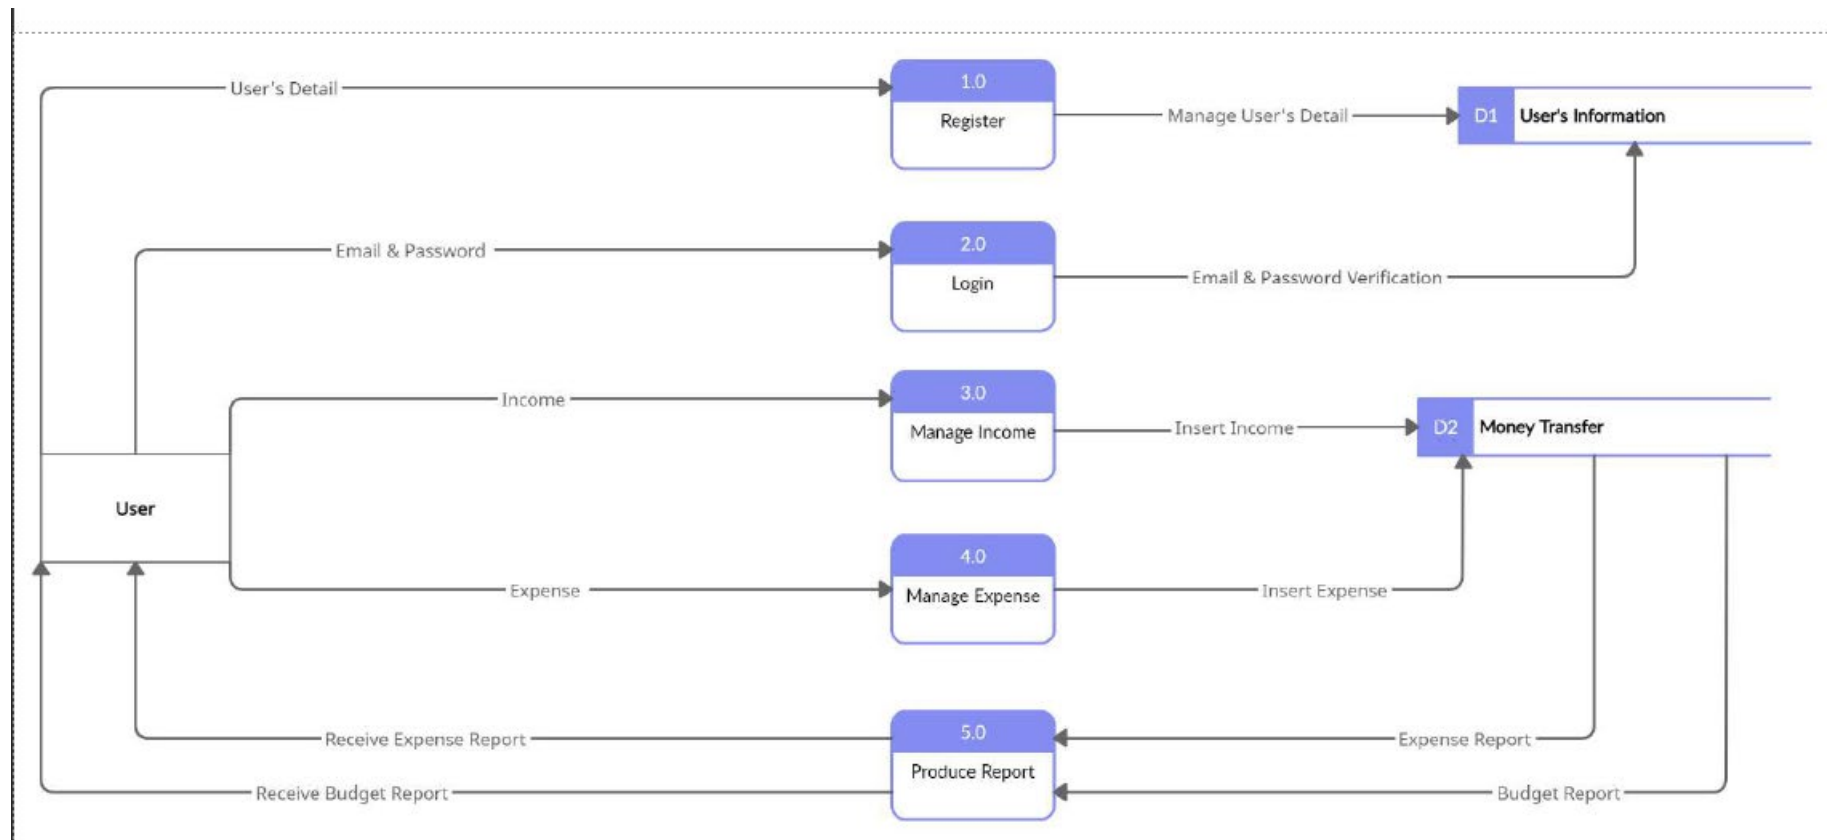 1.0
User's Detail
Register
Manage User's Detail
D1
User's Information
2.0
Email & Password
Login
Email & Password Verification
3.0
Income
Manage Income
Insert Income
D2
Money Transfer
User
4.0
Expense
Manage Expense
Insert Expense
5.0
Receive Expense Report
Expense Report
Produce Report
Receive Budget Report
Budget Report